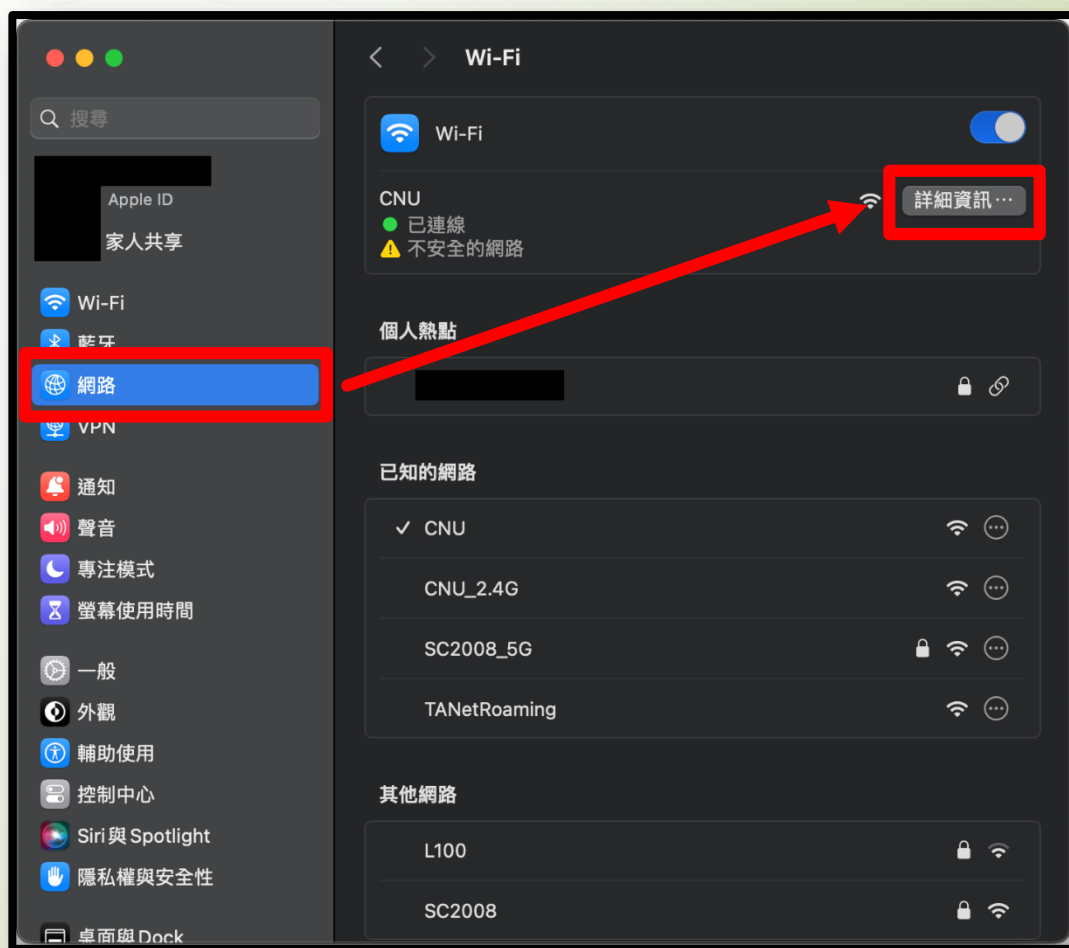 Wi-Fi
搜尋
Wi-Fi
Apple ID
家人共享
CNU
已連線
不安全的網路
詳細資訊…
Wi-Fi
藍牙
網路
VPN
通知
聲音
專注模式
螢幕使用時間
一般
外觀
輔助使用
控制中心
Siri與Spotlight
隱私權與安全性
桌面與Dock
個人熱點
已知的網路
CNU
CNU_2.4G
SC2008_5G
TANetRoaming
其他網路
L100
SC2008